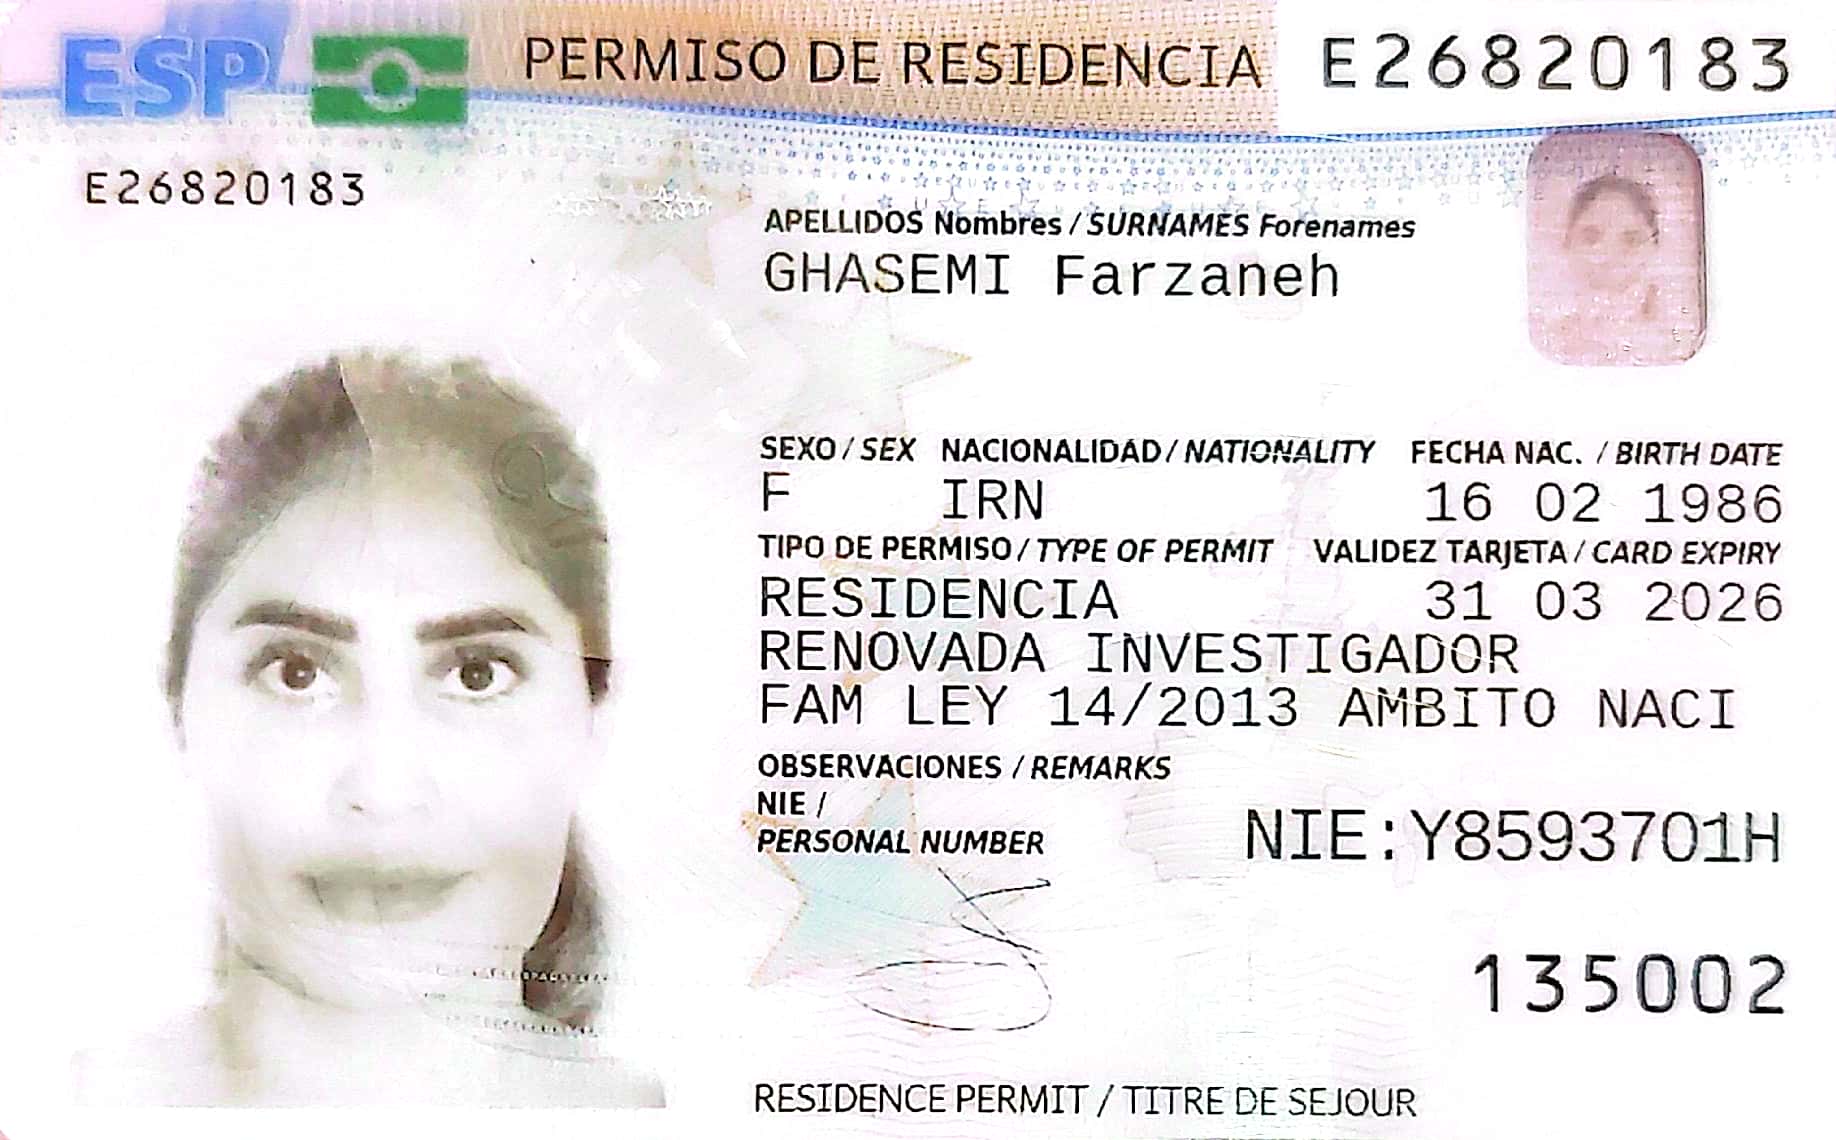 ESP PERMISO DE RESIDENCIA E26820183
E26820183
APELLIDOS Nombres / SURNAMES Forenames
GHASEMI Farzaneh
SEXO / SEX NACIONALIDAD / NATIONALITY FECHA NAC. / BIRTH DATE
F IRN 16 02 1986
TIPO DE PERMISO / TYPE OF PERMIT VALIDEZ TARJETA / CARD EXPIRY
RESIDENCIA 31 03 2026
RENOVADA INVESTIGADOR
FAM LEY 14/2013 AMBITO NACI
OBSERVACIONES / REMARKS
NIE /
PERSONAL NUMBER NIE:Y8593701H
135002
RESIDENCE PERMIT / TITRE DE SEJOUR